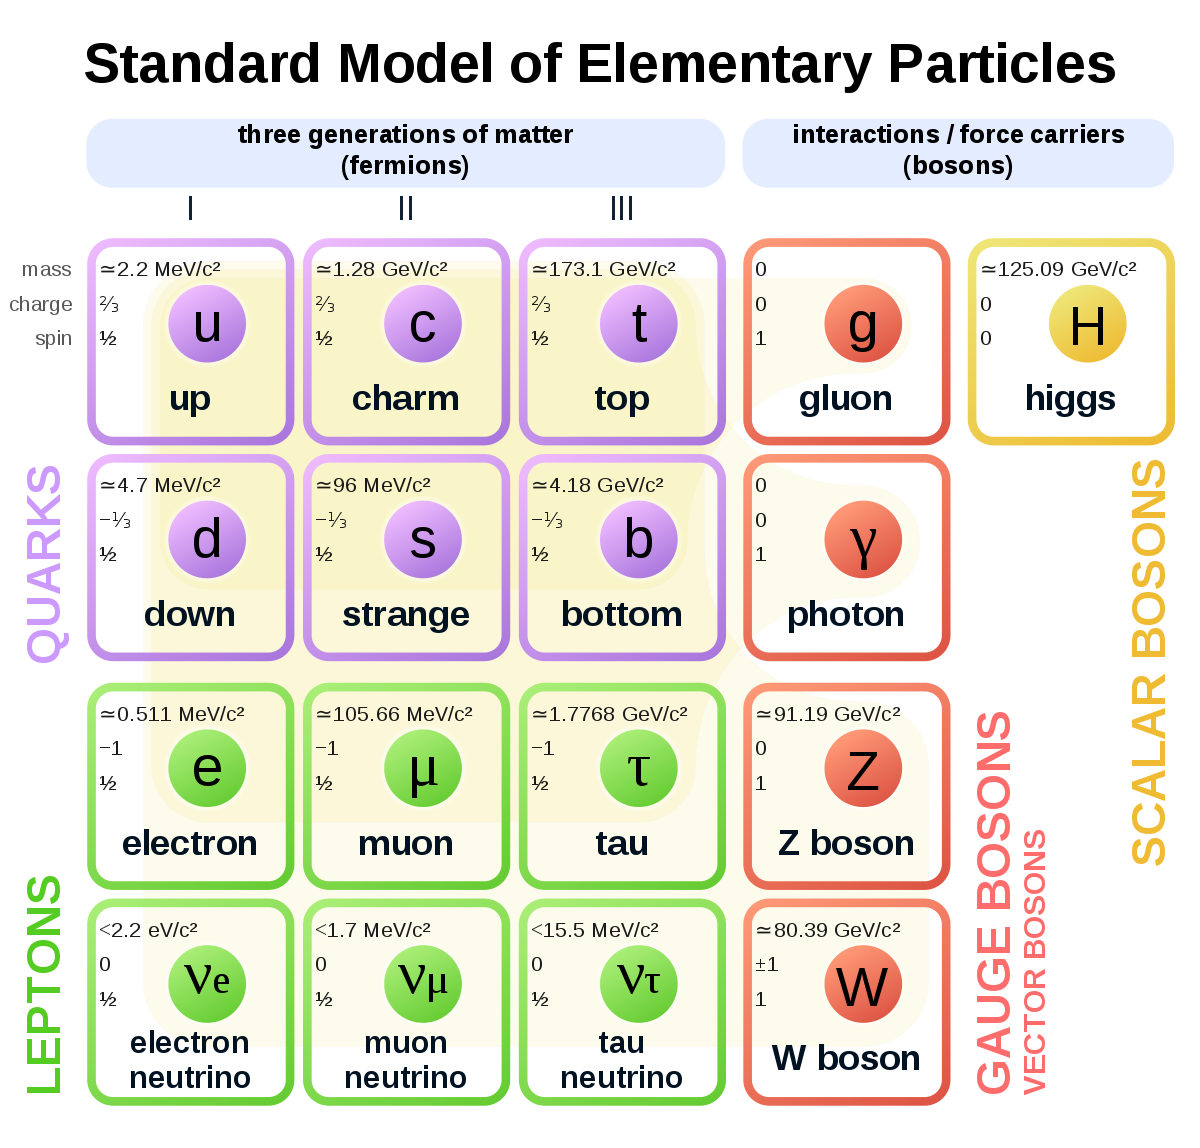 Standard Model of Elementary Particles
three generations of matter
(fermions)
interactions / force carriers
(bosons)
I II III
mass
charge
spin
≃2.2 MeV/c²
⅔
½
u
up
≃1.28 GeV/c²
⅔
½
c
charm
≃173.1 GeV/c²
⅔
½
t
top
0
0
1
g
gluon
≃125.09 GeV/c²
0
0
H
higgs
QUARKS
≃4.7 MeV/c²
−⅓
½
d
down
≃96 MeV/c²
−⅓
½
s
strange
≃4.18 GeV/c²
−⅓
½
b
bottom
0
0
1
γ
photon
SCALAR BOSONS
LEPTONS
≃0.511 MeV/c²
−1
½
e
electron
≃105.66 MeV/c²
−1
½
μ
muon
≃1.7768 GeV/c²
−1
½
τ
tau
≃91.19 GeV/c²
0
1
Z
Z boson
GAUGE BOSONS
VECTOR BOSONS
<2.2 eV/c²
0
½
νe
electron
neutrino
<1.7 MeV/c²
0
½
νμ
muon
neutrino
<15.5 MeV/c²
0
½
ντ
tau
neutrino
≃80.39 GeV/c²
±1
1
W
W boson